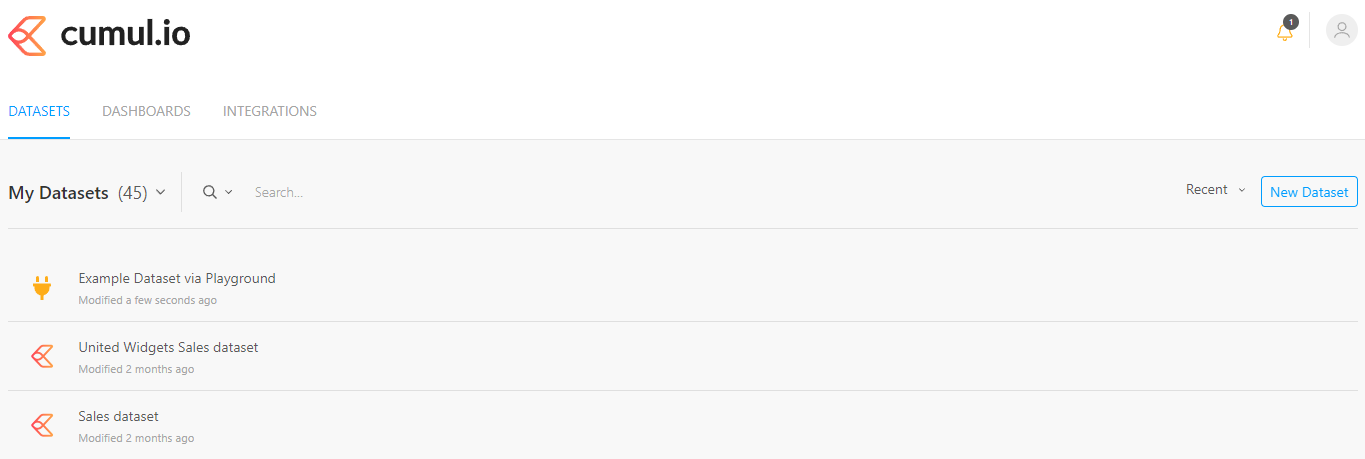 cumul.io
1
DATASETS DASHBOARDS INTEGRATIONS
My Datasets (45) Search... Recent New Dataset
Example Dataset via Playground
Modified a few seconds ago
United Widgets Sales dataset
Modified 2 months ago
Sales dataset
Modified 2 months ago